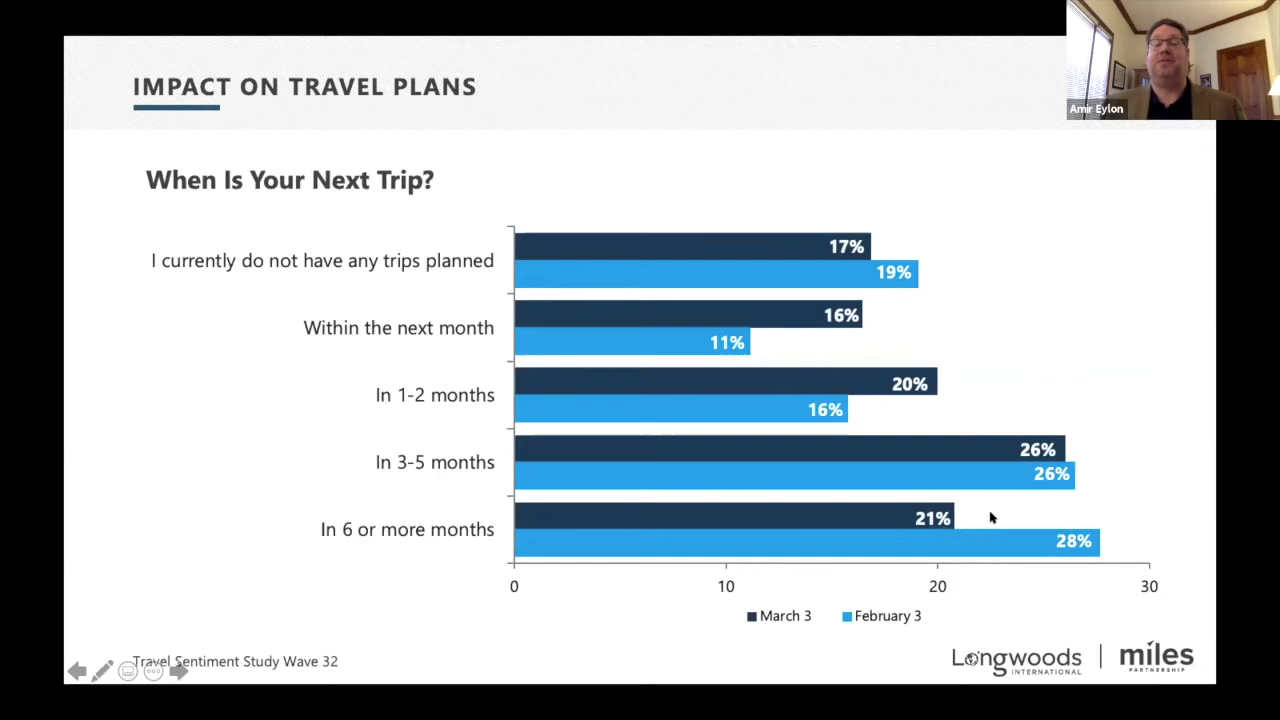 IMPACT ON TRAVEL PLANS
Amir Eylon
When Is Your Next Trip?
I currently do not have any trips planned
17%
19%
Within the next month
16%
11%
In 1-2 months
20%
16%
In 3-5 months
26%
26%
In 6 or more months
21%
28%
0 10 20 30
March 3 February 3
Travel Sentiment Study Wave 32
Longwoods
INTERNATIONAL
miles
PARTNERSHIP